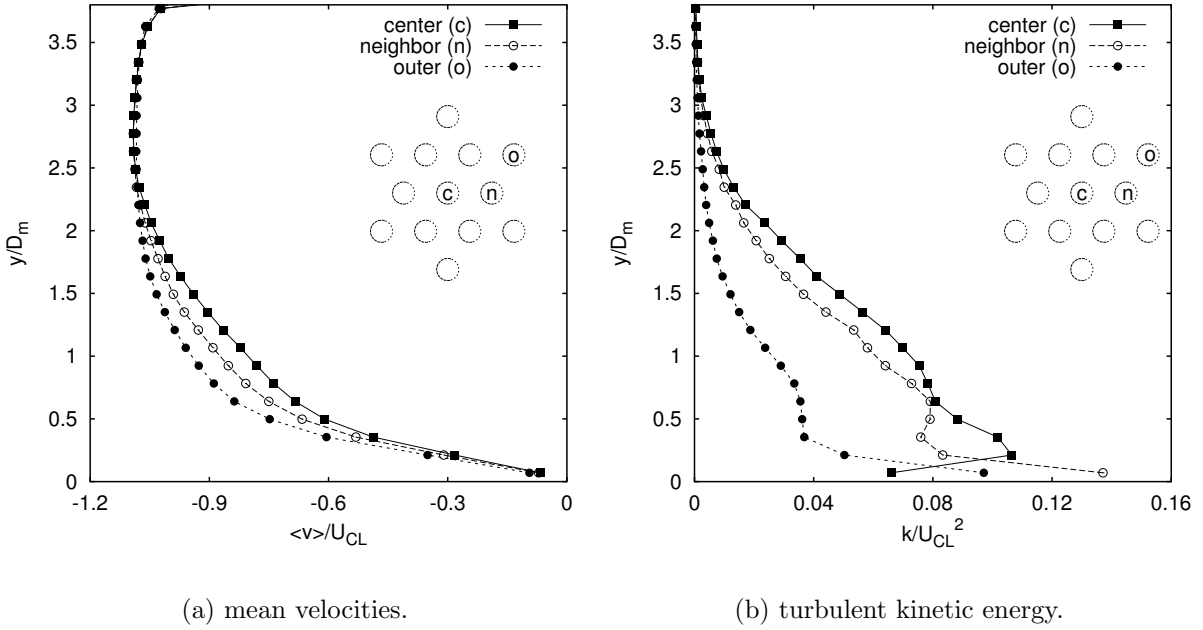 3.5
3
2.5
2
1.5
1
0.5
0
y/D_m
-1.2
-0.9
-0.6
-0.3
0
<v>/U_CL
center (c)
neighbor (n)
outer (o)
o
c
n
(a) mean velocities.
3.5
3
2.5
2
1.5
1
0.5
0
y/D_m
0
0.04
0.08
0.12
0.16
k/U_CL^2
center (c)
neighbor (n)
outer (o)
o
c
n
(b) turbulent kinetic energy.